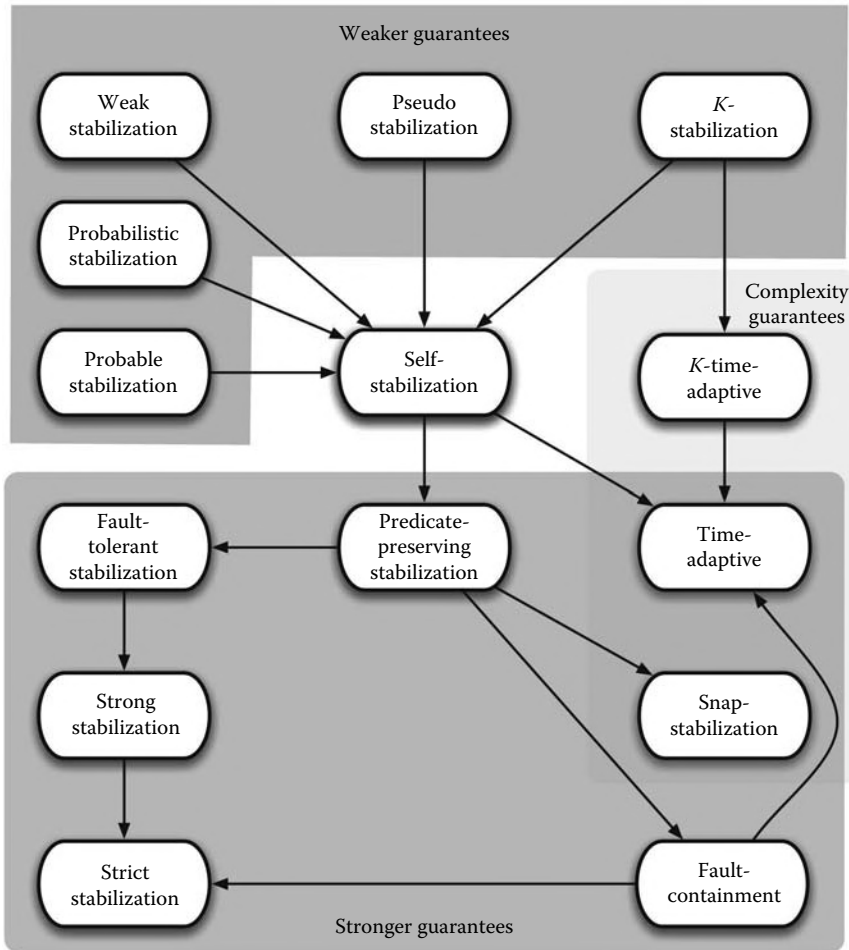 Weaker guarantees
Weak
stabilization
Pseudo
stabilization
K-
stabilization
Probabilistic
stabilization
Complexity
guarantees
Probable
stabilization
Self-
stabilization
K-time-
adaptive
Fault-
tolerant
stabilization
Predicate-
preserving
stabilization
Time-
adaptive
Strong
stabilization
Snap-
stabilization
Strict
stabilization
Fault-
containment
Stronger guarantees